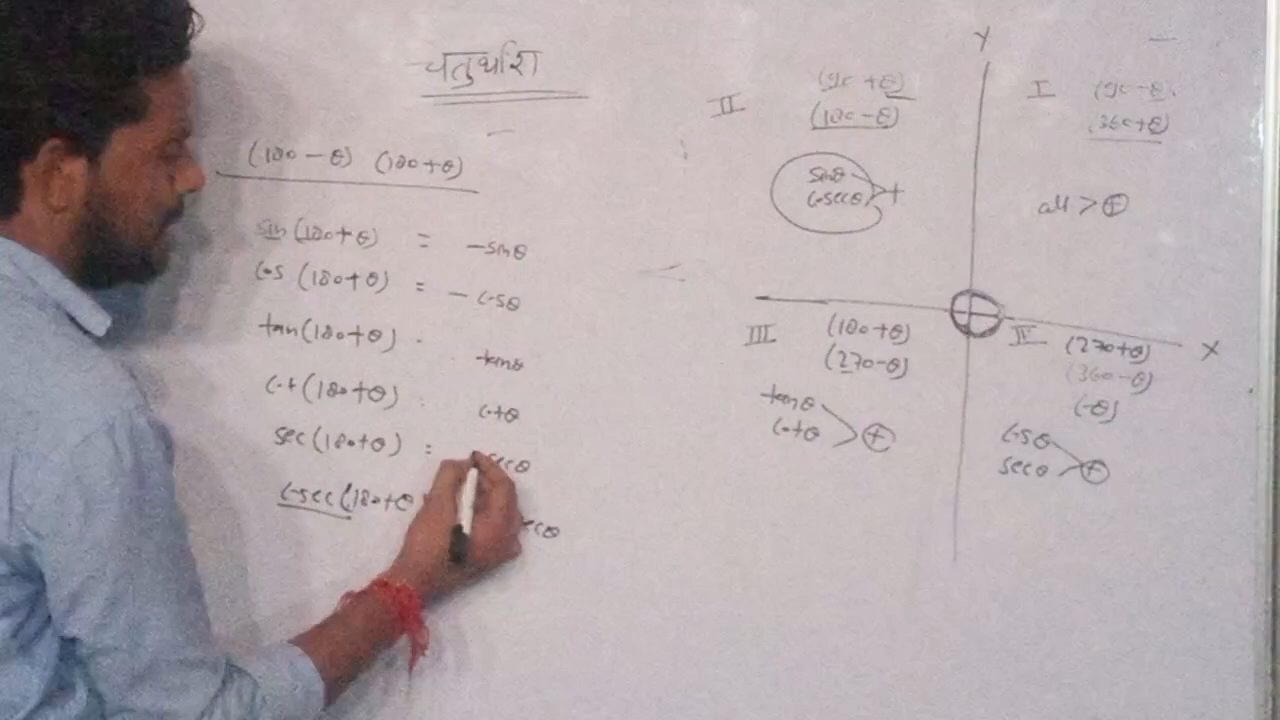 चतुर्थांश
(180-θ) (180+θ)
sin(180+θ) = -sinθ
cos(180+θ) = -cosθ
tan(180+θ) . tanθ
cot(180+θ) . cotθ
sec(180+θ) = secθ
cosec(180+θ
Y
II (90+θ)
(180-θ)
sinθ
cosecθ +
I (90-θ)
(360+θ)
all > +
X
III (180+θ)
(270-θ)
tanθ
cotθ > +
IV (270+θ)
(360-θ)
(-θ)
cosθ
secθ > +